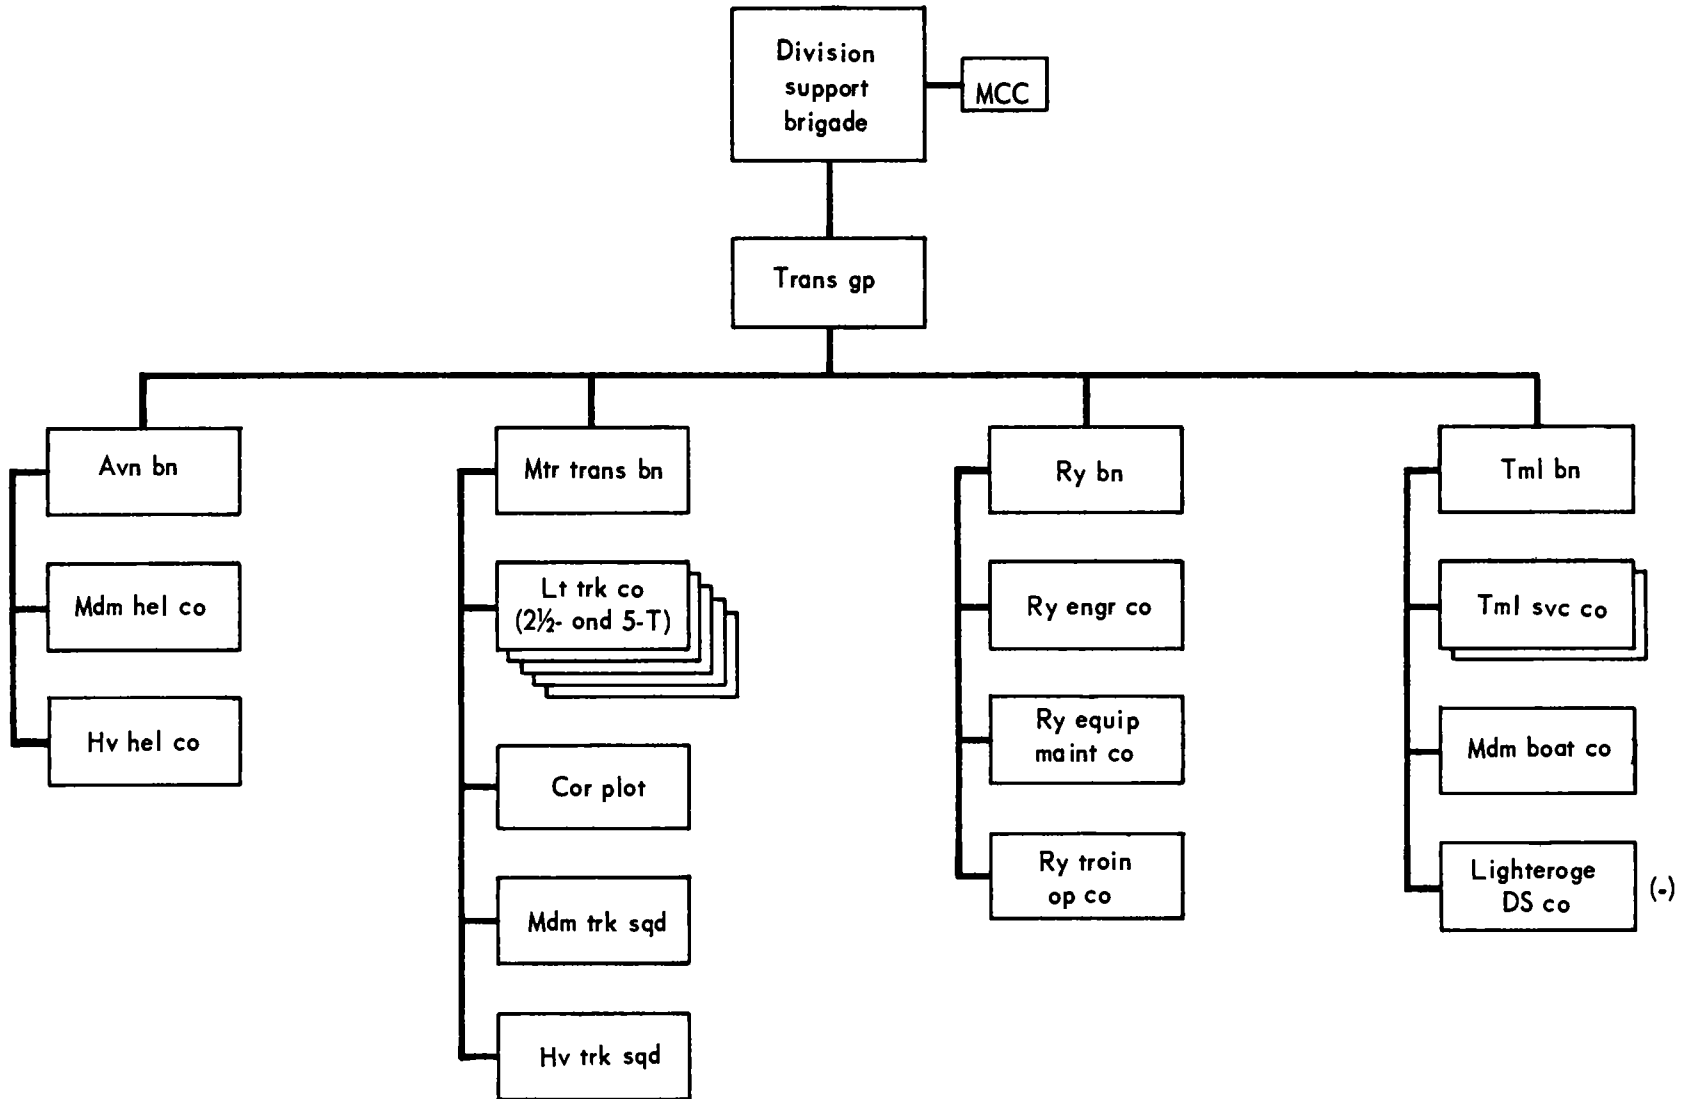 Division
support
brigade
MCC
Trans gp
Avn bn
Mdm hel co
Hv hel co
Mtr trans bn
Lt trk co
(2½- ond 5-T)
Cor plot
Mdm trk sqd
Hv trk sqd
Ry bn
Ry engr co
Ry equip
maint co
Ry troin
op co
Tml bn
Tml svc co
Mdm boat co
Lighteroge
DS co
(-)